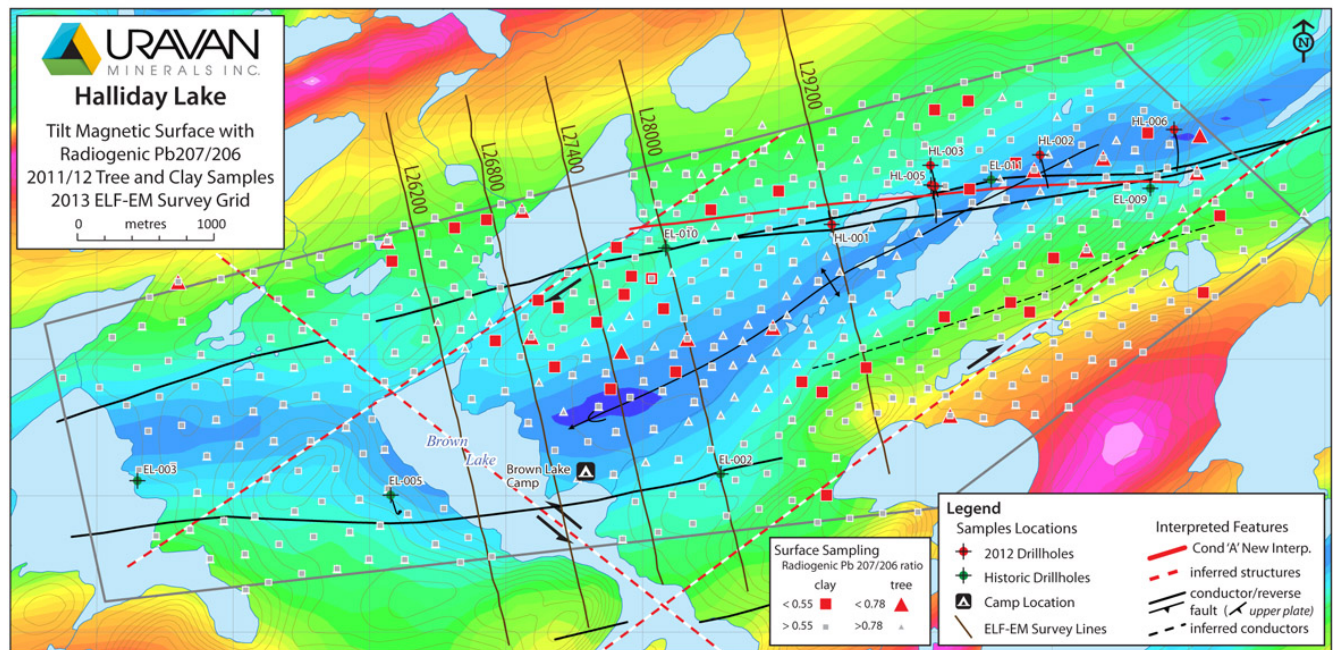 URAVAN
MINERALS INC.
Halliday Lake
Tilt Magnetic Surface with
Radiogenic Pb207/206
2011/12 Tree and Clay Samples
2013 ELF-EM Survey Grid
0 metres 1000
N
L26200
L26800
L27400
L28000
L29200
HL-006
HL-002
HL-003
EL-011
HL-005
EL-009
EL-010
HL-001
Brown
Lake
Brown Lake
Camp
EL-002
EL-003
EL-005
Surface Sampling
Radiogenic Pb 207/206 ratio
clay tree
< 0.55 < 0.78
> 0.55 >0.78
Legend
Samples Locations
2012 Drillholes
Historic Drillholes
Camp Location
ELF-EM Survey Lines
Interpreted Features
Cond 'A' New Interp.
inferred structures
conductor/reverse
fault ( upper plate)
inferred conductors